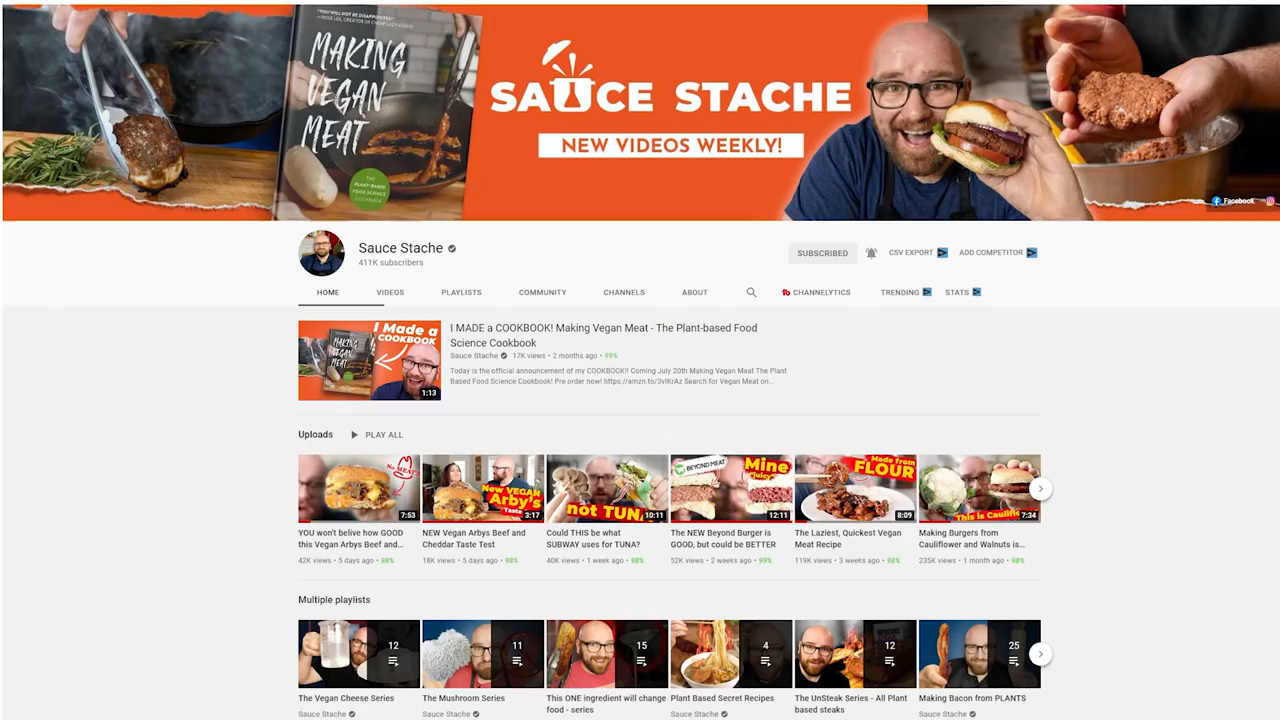 "YOU WILL NOT BE DISAPPOINTED."
MAKING
VEGAN
MEAT
THE
PLANT-BASED
FOOD SCIENCE
COOKBOOK
SAUCE STACHE
NEW VIDEOS WEEKLY!
Facebook
Sauce Stache
411K subscribers
SUBSCRIBED
CSV EXPORT
ADD COMPETITOR
HOME
VIDEOS
PLAYLISTS
COMMUNITY
CHANNELS
ABOUT
CHANNELYTICS
TRENDING
STATS
I Made a
COOKBOOK!
MAKING
VEGAN
MEAT
1:13
I MADE a COOKBOOK! Making Vegan Meat - The Plant-based Food
Science Cookbook
Sauce Stache 17K views • 2 months ago • 99%
Today is the official announcement of my COOKBOOK!! Coming July 20th Making Vegan Meat The Plant
Based Food Science Cookbook! Pre order now! https://amzn.to/3vIKrAz Search for Vegan Meat on...
Uploads
PLAY ALL
No MEAT!
7:53
New VEGAN
Arby's
Taste
3:17
not TUNA
10:11
BEYOND MEAT
Mine
"juicy"
12:11
Made from
FLOUR
8:09
This is Caulifl
7:34
YOU won't belive how GOOD
this Vegan Arbys Beef and...
42K views • 5 days ago • 98%
NEW Vegan Arbys Beef and
Cheddar Taste Test
18K views • 5 days ago • 98%
Could THIS be what
SUBWAY uses for TUNA?
40K views • 1 week ago • 98%
The NEW Beyond Burger is
GOOD, but could be BETTER
52K views • 2 weeks ago • 99%
The Laziest, Quickest Vegan
Meat Recipe
119K views • 3 weeks ago • 98%
Making Burgers from
Cauliflower and Walnuts is...
235K views • 1 month ago • 98%
Multiple playlists
12
11
15
4
12
25
The Vegan Cheese Series
Sauce Stache
The Mushroom Series
Sauce Stache
This ONE ingredient will change
food - series
Plant Based Secret Recipes
Sauce Stache
The UnSteak Series - All Plant
based steaks
Making Bacon from PLANTS
Sauce Stache